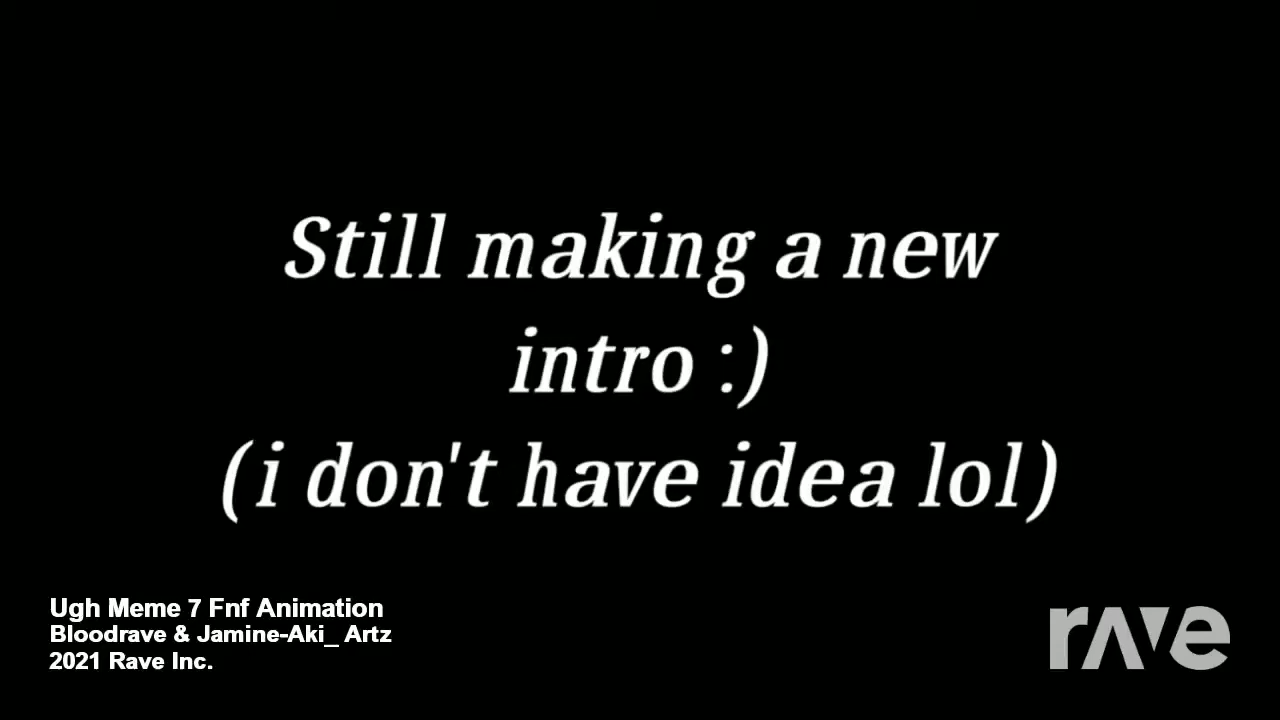 Still making a new
intro :)
(i don't have idea lol)
Ugh Meme 7 Fnf Animation
Bloodrave & Jamine-Aki_ Artz
2021 Rave Inc.
rave